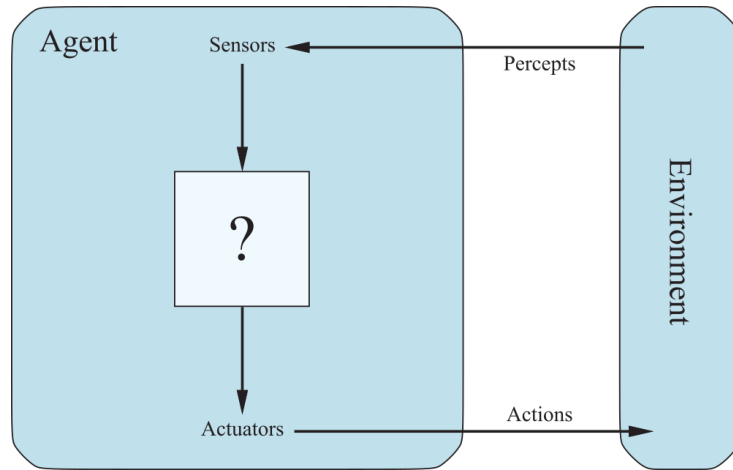 Agent
Sensors
Percepts
?
Environment
Actuators
Actions